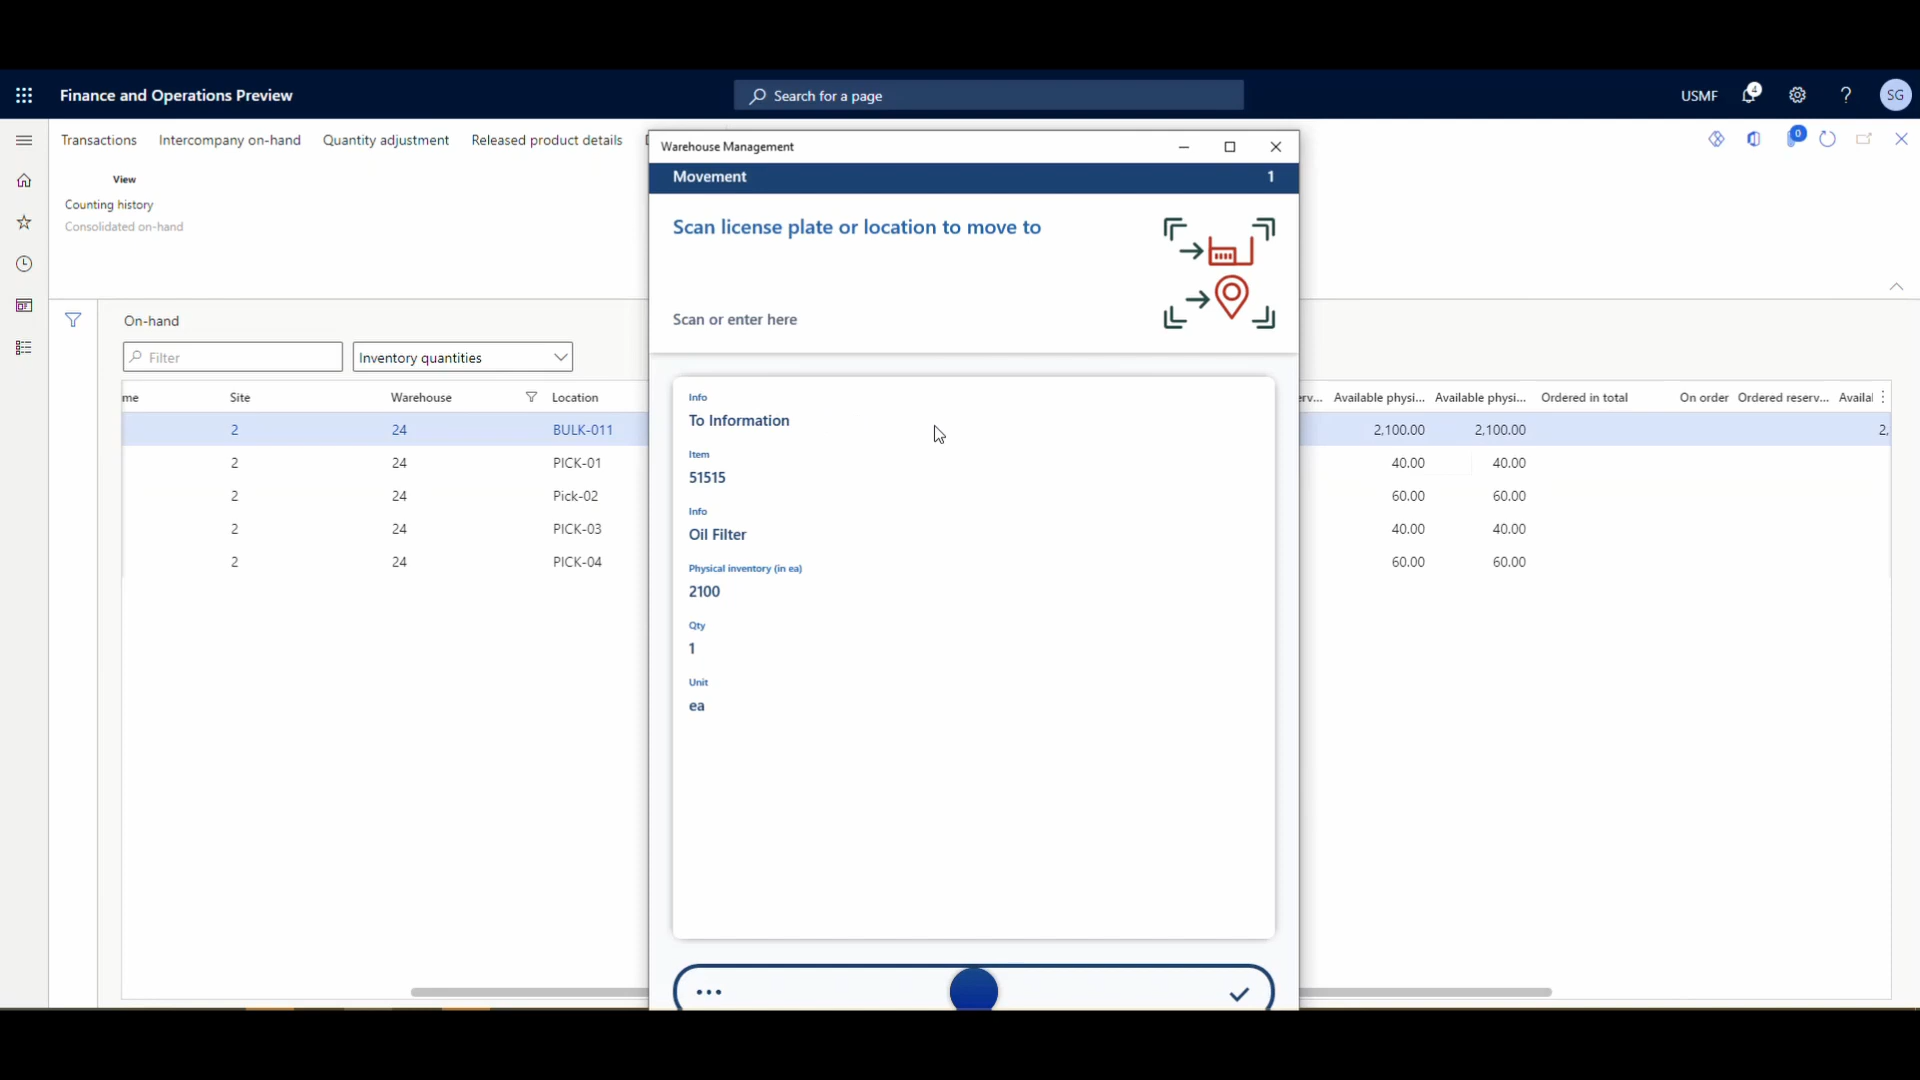 Finance and Operations Preview
Search for a page
USMF
4
SG
Transactions
Intercompany on-hand
Quantity adjustment
Released product details
0
View
Counting history
Consolidated on-hand
On-hand
Filter
Inventory quantities
me Site Warehouse Location
2 24 BULK-011
2 24 PICK-01
2 24 Pick-02
2 24 PICK-03
2 24 PICK-04
Warehouse Management
Movement 1
Scan license plate or location to move to
Scan or enter here
Info
To Information
Item
51515
Info
Oil Filter
Physical inventory (in ea)
2100
Qty
1
Unit
ea
erv... Available physi... Available physi... Ordered in total On order Ordered reserv... Availal
2,100.00 2,100.00 2,
40.00 40.00
60.00 60.00
40.00 40.00
60.00 60.00